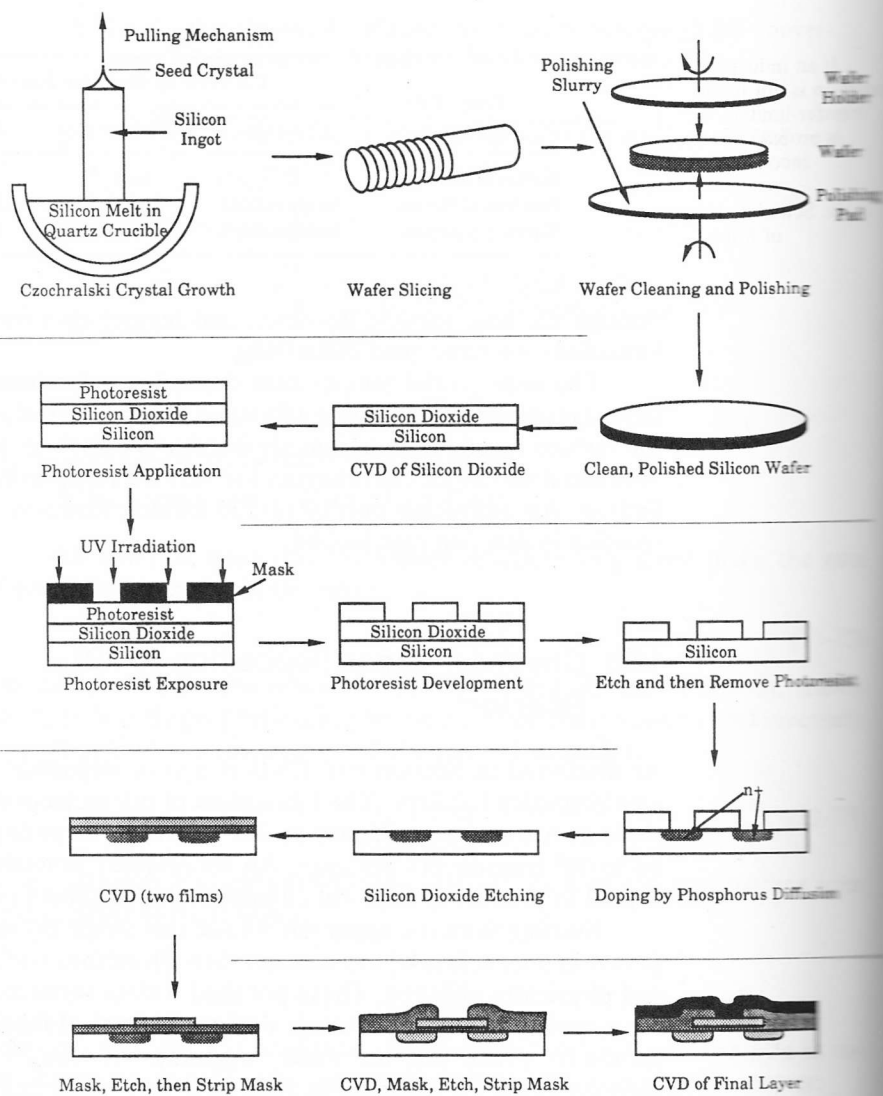 Pulling Mechanism
Seed Crystal
Silicon
Ingot
Silicon Melt in
Quartz Crucible
Czochralski Crystal Growth
Wafer Slicing
Polishing
Slurry
Wafer
Holder
Wafer
Polishing
Pad
Wafer Cleaning and Polishing
Photoresist
Silicon Dioxide
Silicon
Photoresist Application
Silicon Dioxide
Silicon
CVD of Silicon Dioxide
Clean, Polished Silicon Wafer
UV Irradiation
Mask
Photoresist
Silicon Dioxide
Silicon
Photoresist Exposure
Silicon Dioxide
Silicon
Photoresist Development
Silicon
Etch and then Remove Photoresist
CVD (two films)
Silicon Dioxide Etching
n+
Doping by Phosphorus Diffusion
Mask, Etch, then Strip Mask
CVD, Mask, Etch, Strip Mask
CVD of Final Layer